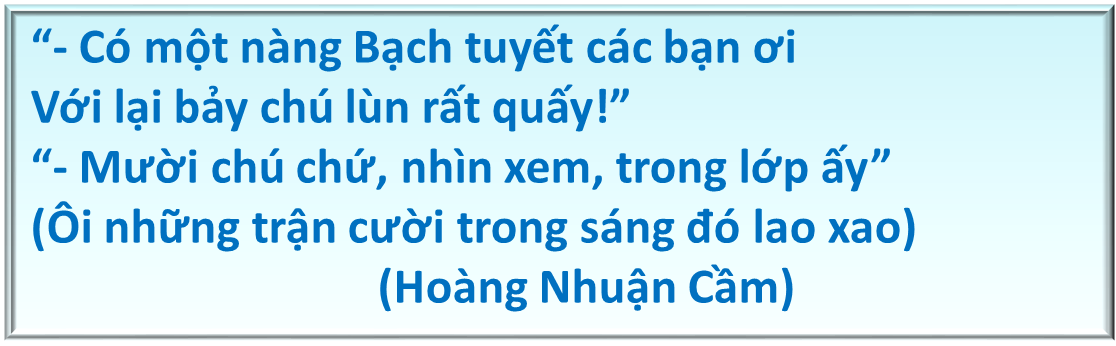 “- Có một nàng Bạch tuyết các bạn ơi
Với lại bảy chú lùn rất quấy!”
“- Mười chú chứ, nhìn xem, trong lớp ấy”
(Ôi những trận cười trong sáng đó lao xao)
(Hoàng Nhuận Cầm)